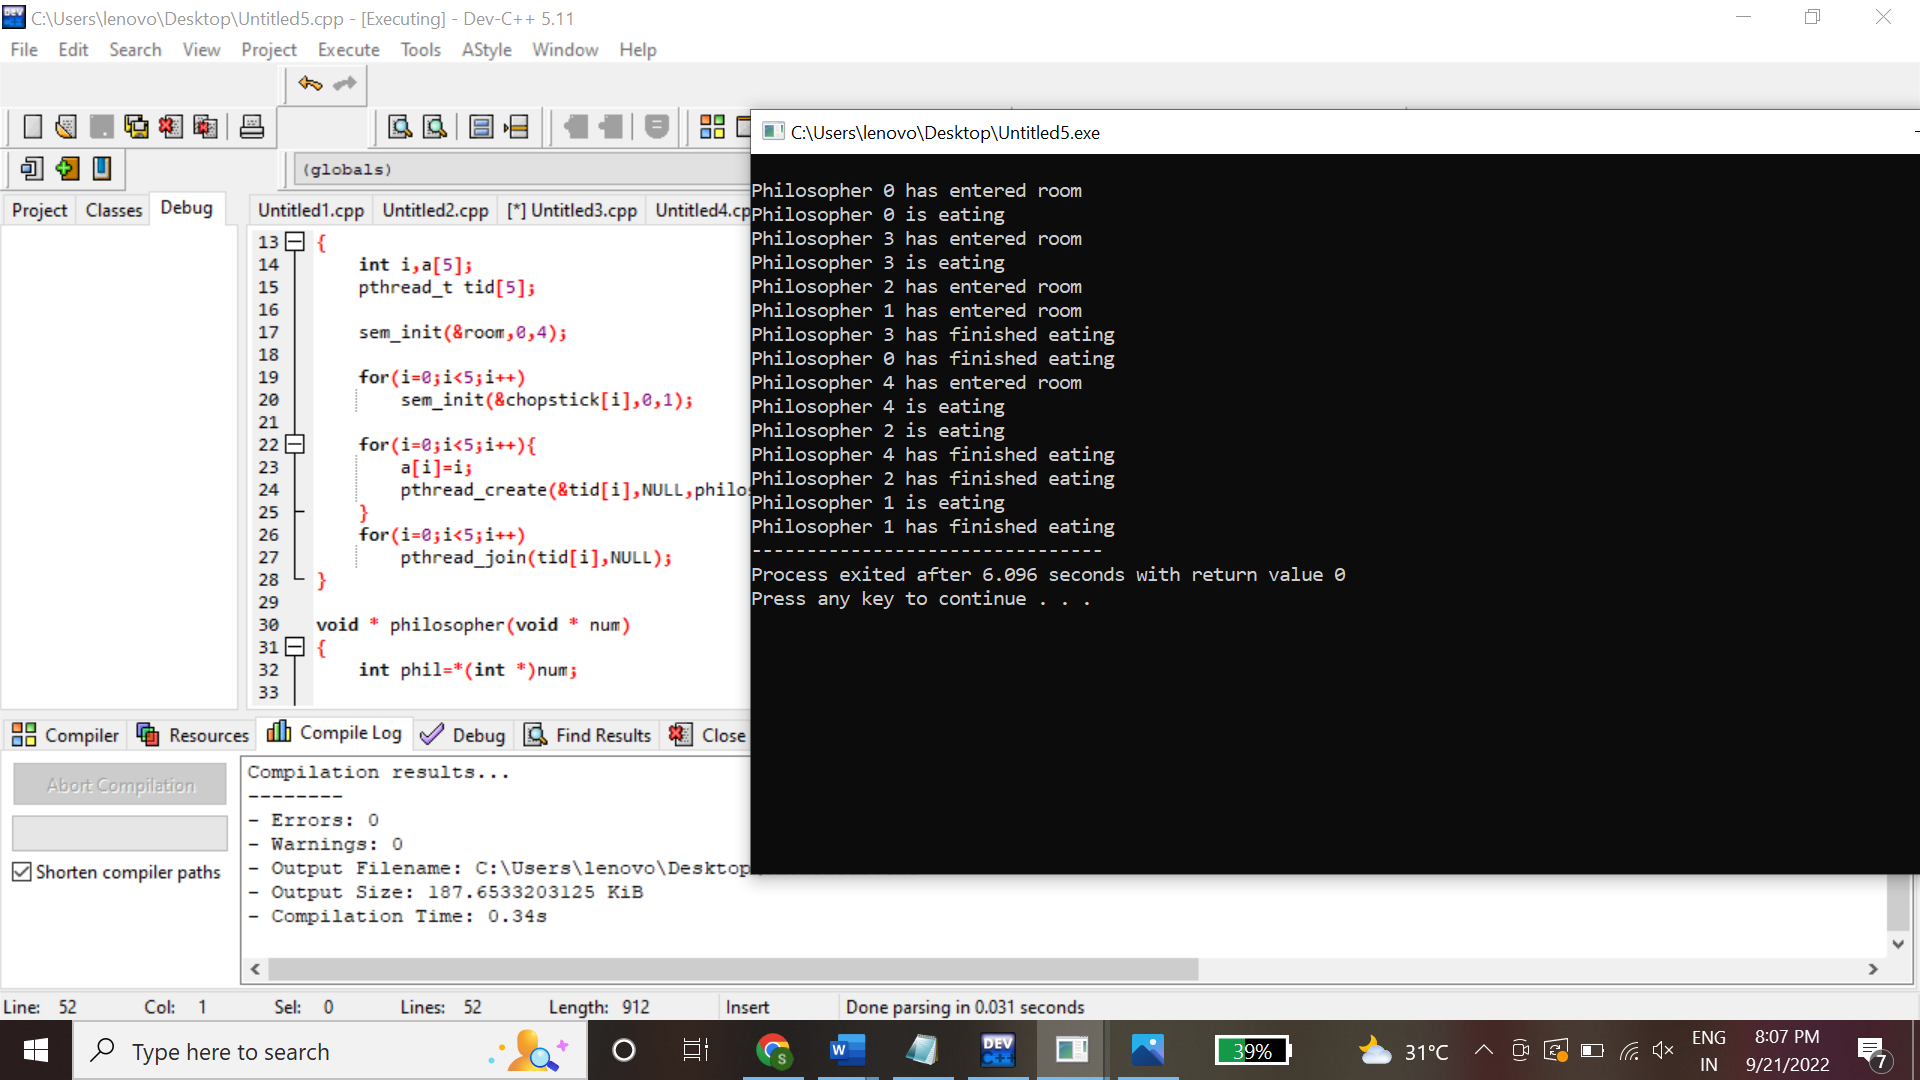 C:\Users\lenovo\Desktop\Untitled5.cpp - [Executing] - Dev-C++ 5.11
File Edit Search View Project Execute Tools AStyle Window Help
(globals)
Project Classes Debug
Untitled1.cpp Untitled2.cpp [*] Untitled3.cpp Untitled4.cp
13 {
14 int i,a[5];
15 pthread_t tid[5];
16
17 sem_init(&room,0,4);
18
19 for(i=0;i<5;i++)
20 sem_init(&chopstick[i],0,1);
21
22 for(i=0;i<5;i++){
23 a[i]=i;
24 pthread_create(&tid[i],NULL,philo
25 }
26 for(i=0;i<5;i++)
27 pthread_join(tid[i],NULL);
28 }
29
30 void * philosopher(void * num)
31 {
32 int phil=*(int *)num;
33
C:\Users\lenovo\Desktop\Untitled5.exe
Philosopher 0 has entered room
Philosopher 0 is eating
Philosopher 3 has entered room
Philosopher 3 is eating
Philosopher 2 has entered room
Philosopher 1 has entered room
Philosopher 3 has finished eating
Philosopher 0 has finished eating
Philosopher 4 has entered room
Philosopher 4 is eating
Philosopher 2 is eating
Philosopher 4 has finished eating
Philosopher 2 has finished eating
Philosopher 1 is eating
Philosopher 1 has finished eating
--------------------------------
Process exited after 6.096 seconds with return value 0
Press any key to continue . . .
Compiler Resources Compile Log Debug Find Results Close
Abort Compilation
Shorten compiler paths
Compilation results...
--------
- Errors: 0
- Warnings: 0
- Output Filename: C:\Users\lenovo\Desktop
- Output Size: 187.6533203125 KiB
- Compilation Time: 0.34s
Line: 52 Col: 1 Sel: 0 Lines: 52 Length: 912 Insert Done parsing in 0.031 seconds
Type here to search
S
W
DEV C++
39%
31°C
ENG
IN
8:07 PM
9/21/2022
7